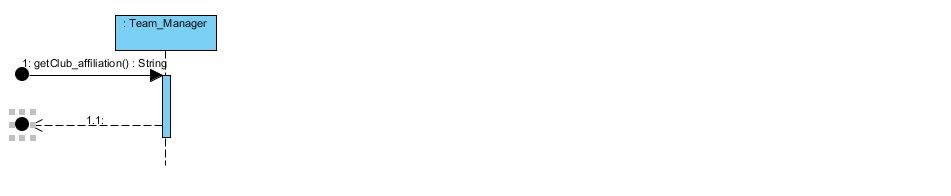 : Team_Manager
1: getClub_affiliation() : String
1.1: